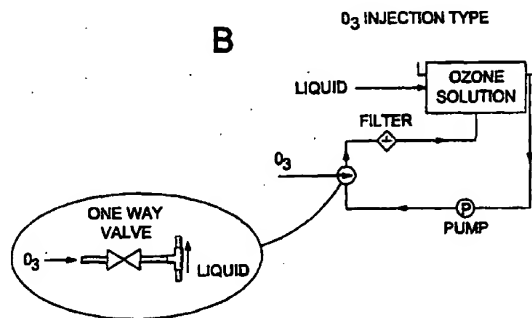 B
O₃ INJECTION TYPE
LIQUID
OZONE
SOLUTION
FILTER
O₃
P
PUMP
ONE WAY
VALVE
O₃
LIQUID